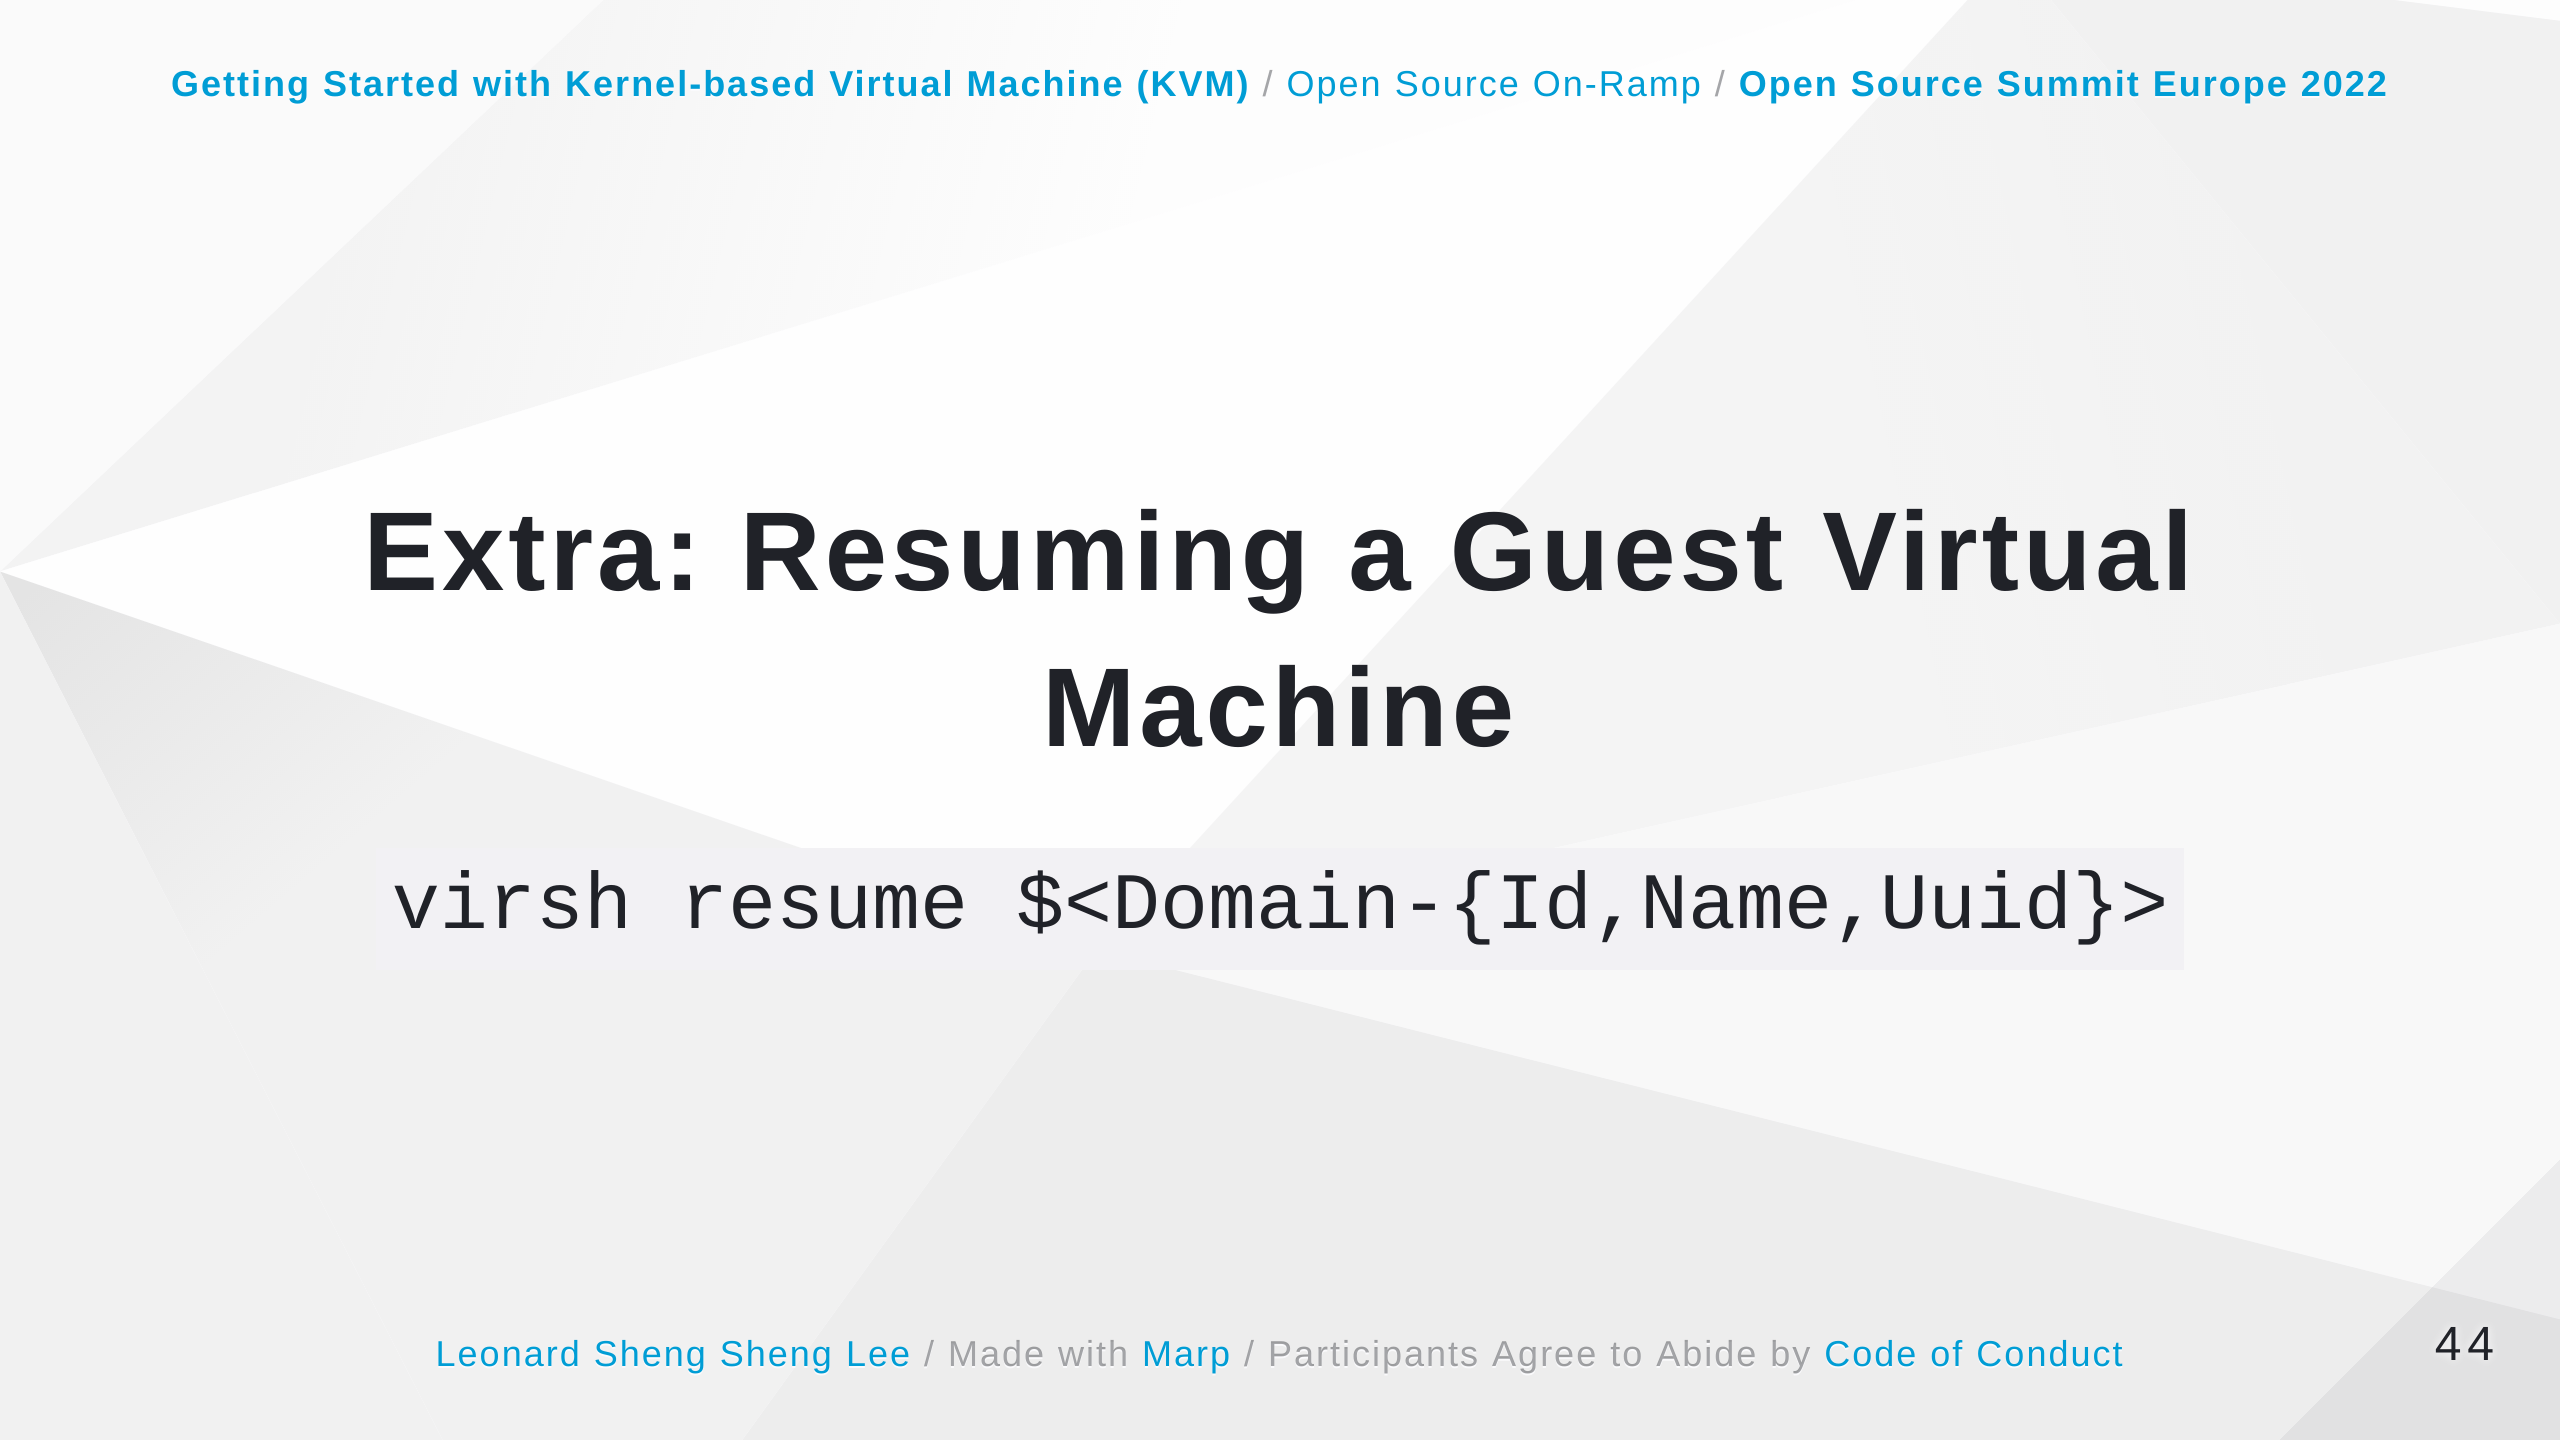 Getting Started with Kernel-based Virtual Machine (KVM) / Open Source On-Ramp / Open Source Summit Europe 2022
Extra: Resuming a Guest Virtual
Machine
virsh resume $<Domain-{Id,Name,Uuid}>
Leonard Sheng Sheng Lee / Made with Marp / Participants Agree to Abide by Code of Conduct
44